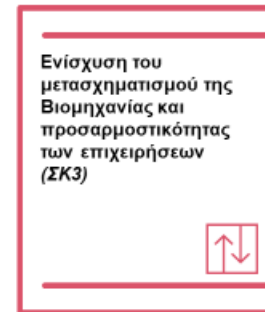 Ενίσχυση του
μετασχηματισμού της
Βιομηχανίας και
προσαρμοστικότητας
των επιχειρήσεων
(ΣΚ3)